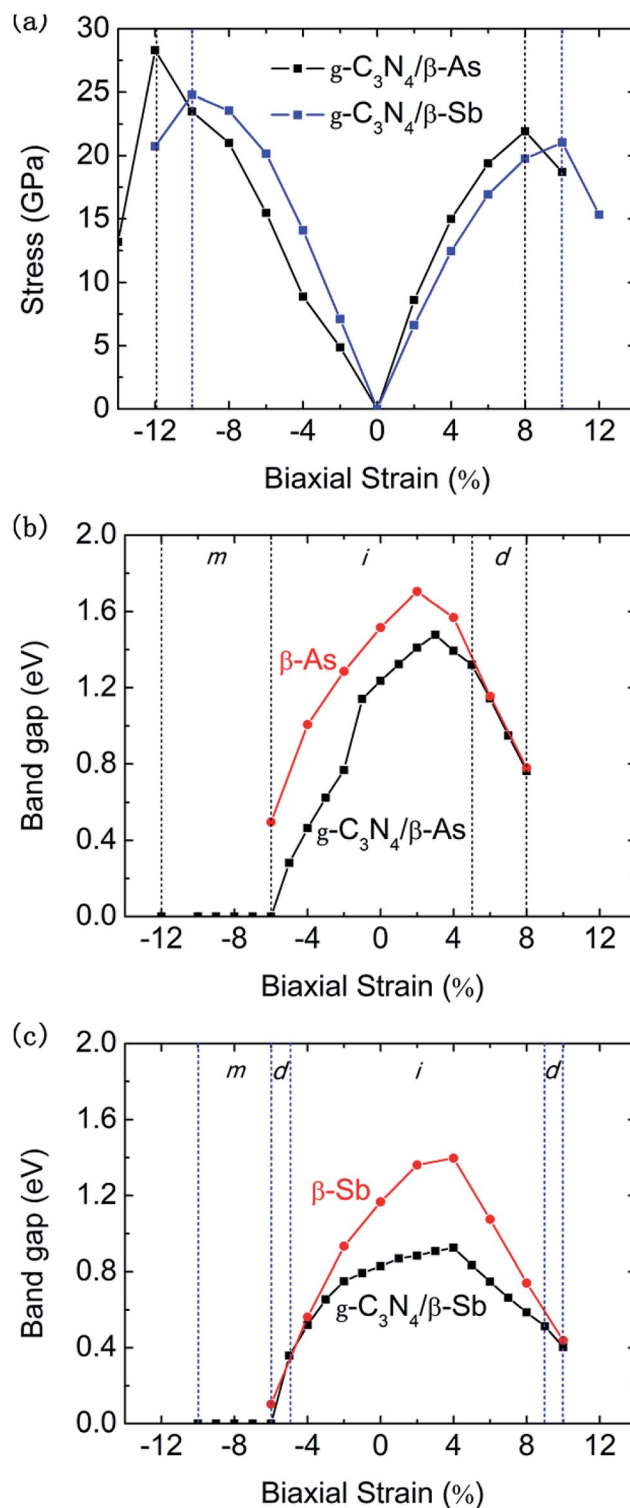 (a)
30
25
20
15
10
5
0
Stress (GPa)
g-C₃N₄/β-As
g-C₃N₄/β-Sb
-12 -8 -4 0 4 8 12
Biaxial Strain (%)
(b)
2.0
1.6
1.2
0.8
0.4
0.0
Band gap (eV)
m i d
β-As
g-C₃N₄/β-As
-12 -8 -4 0 4 8 12
Biaxial Strain (%)
(c)
2.0
1.6
1.2
0.8
0.4
0.0
Band gap (eV)
m d i d
β-Sb
g-C₃N₄/β-Sb
-12 -8 -4 0 4 8 12
Biaxial Strain (%)